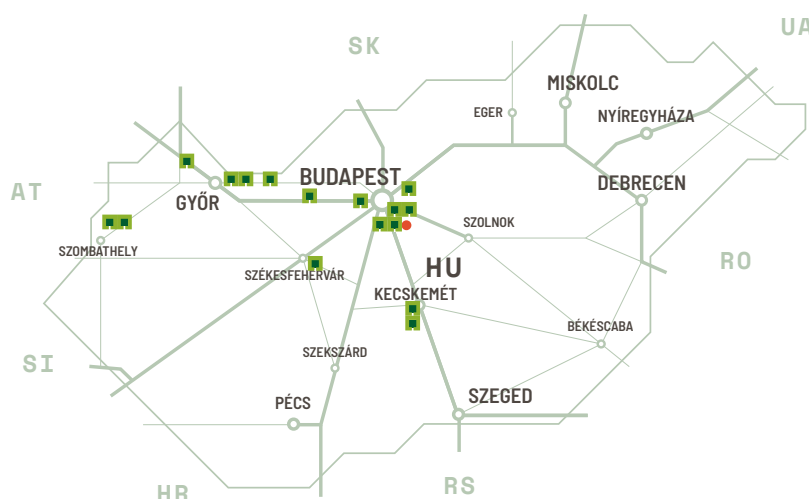 UA
SK
MISKOLC
EGER
NYÍREGYHÁZA
BUDAPEST
DEBRECEN
AT
GYŐR
SZOLNOK
SZOMBATHELY
RO
HU
SZÉKESFEHÉRVÁR
KECSKEMÉT
BÉKÉSCABA
SZEKSZÁRD
SI
SZEGED
PÉCS
RS
HR